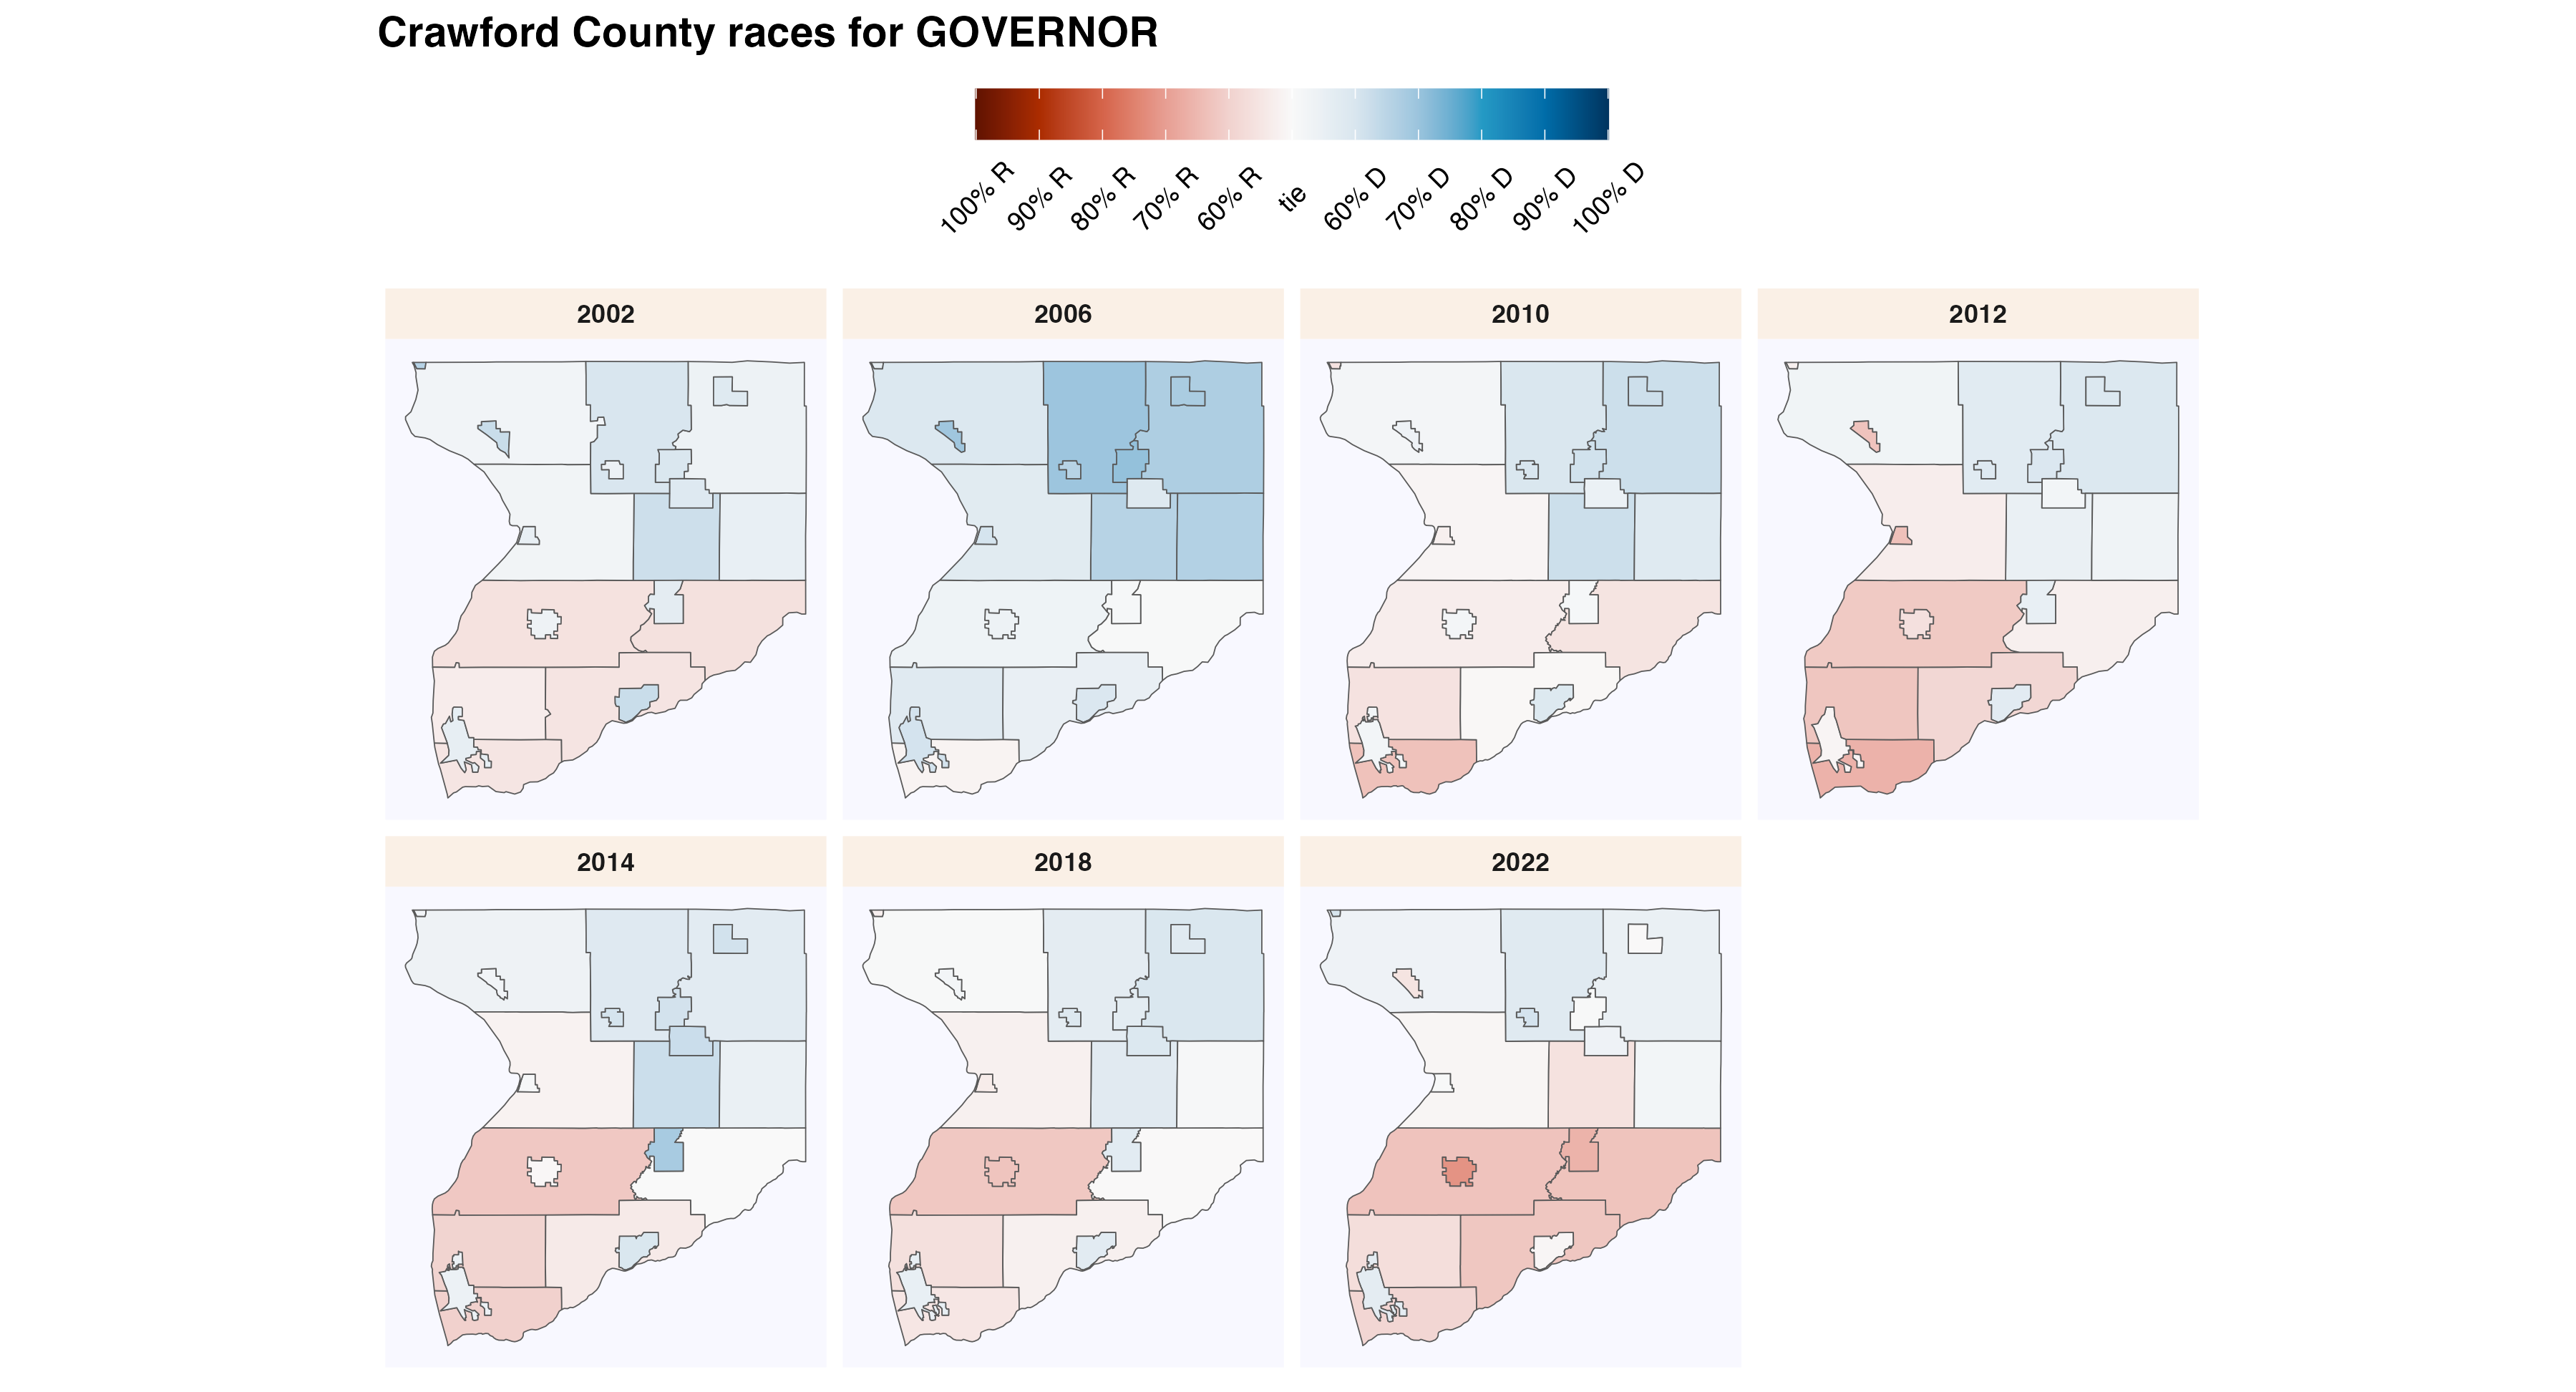 Crawford County races for GOVERNOR
100% R
90% R
80% R
70% R
60% R
tie
60% D
70% D
80% D
90% D
100% D
2002
2006
2010
2012
2014
2018
2022